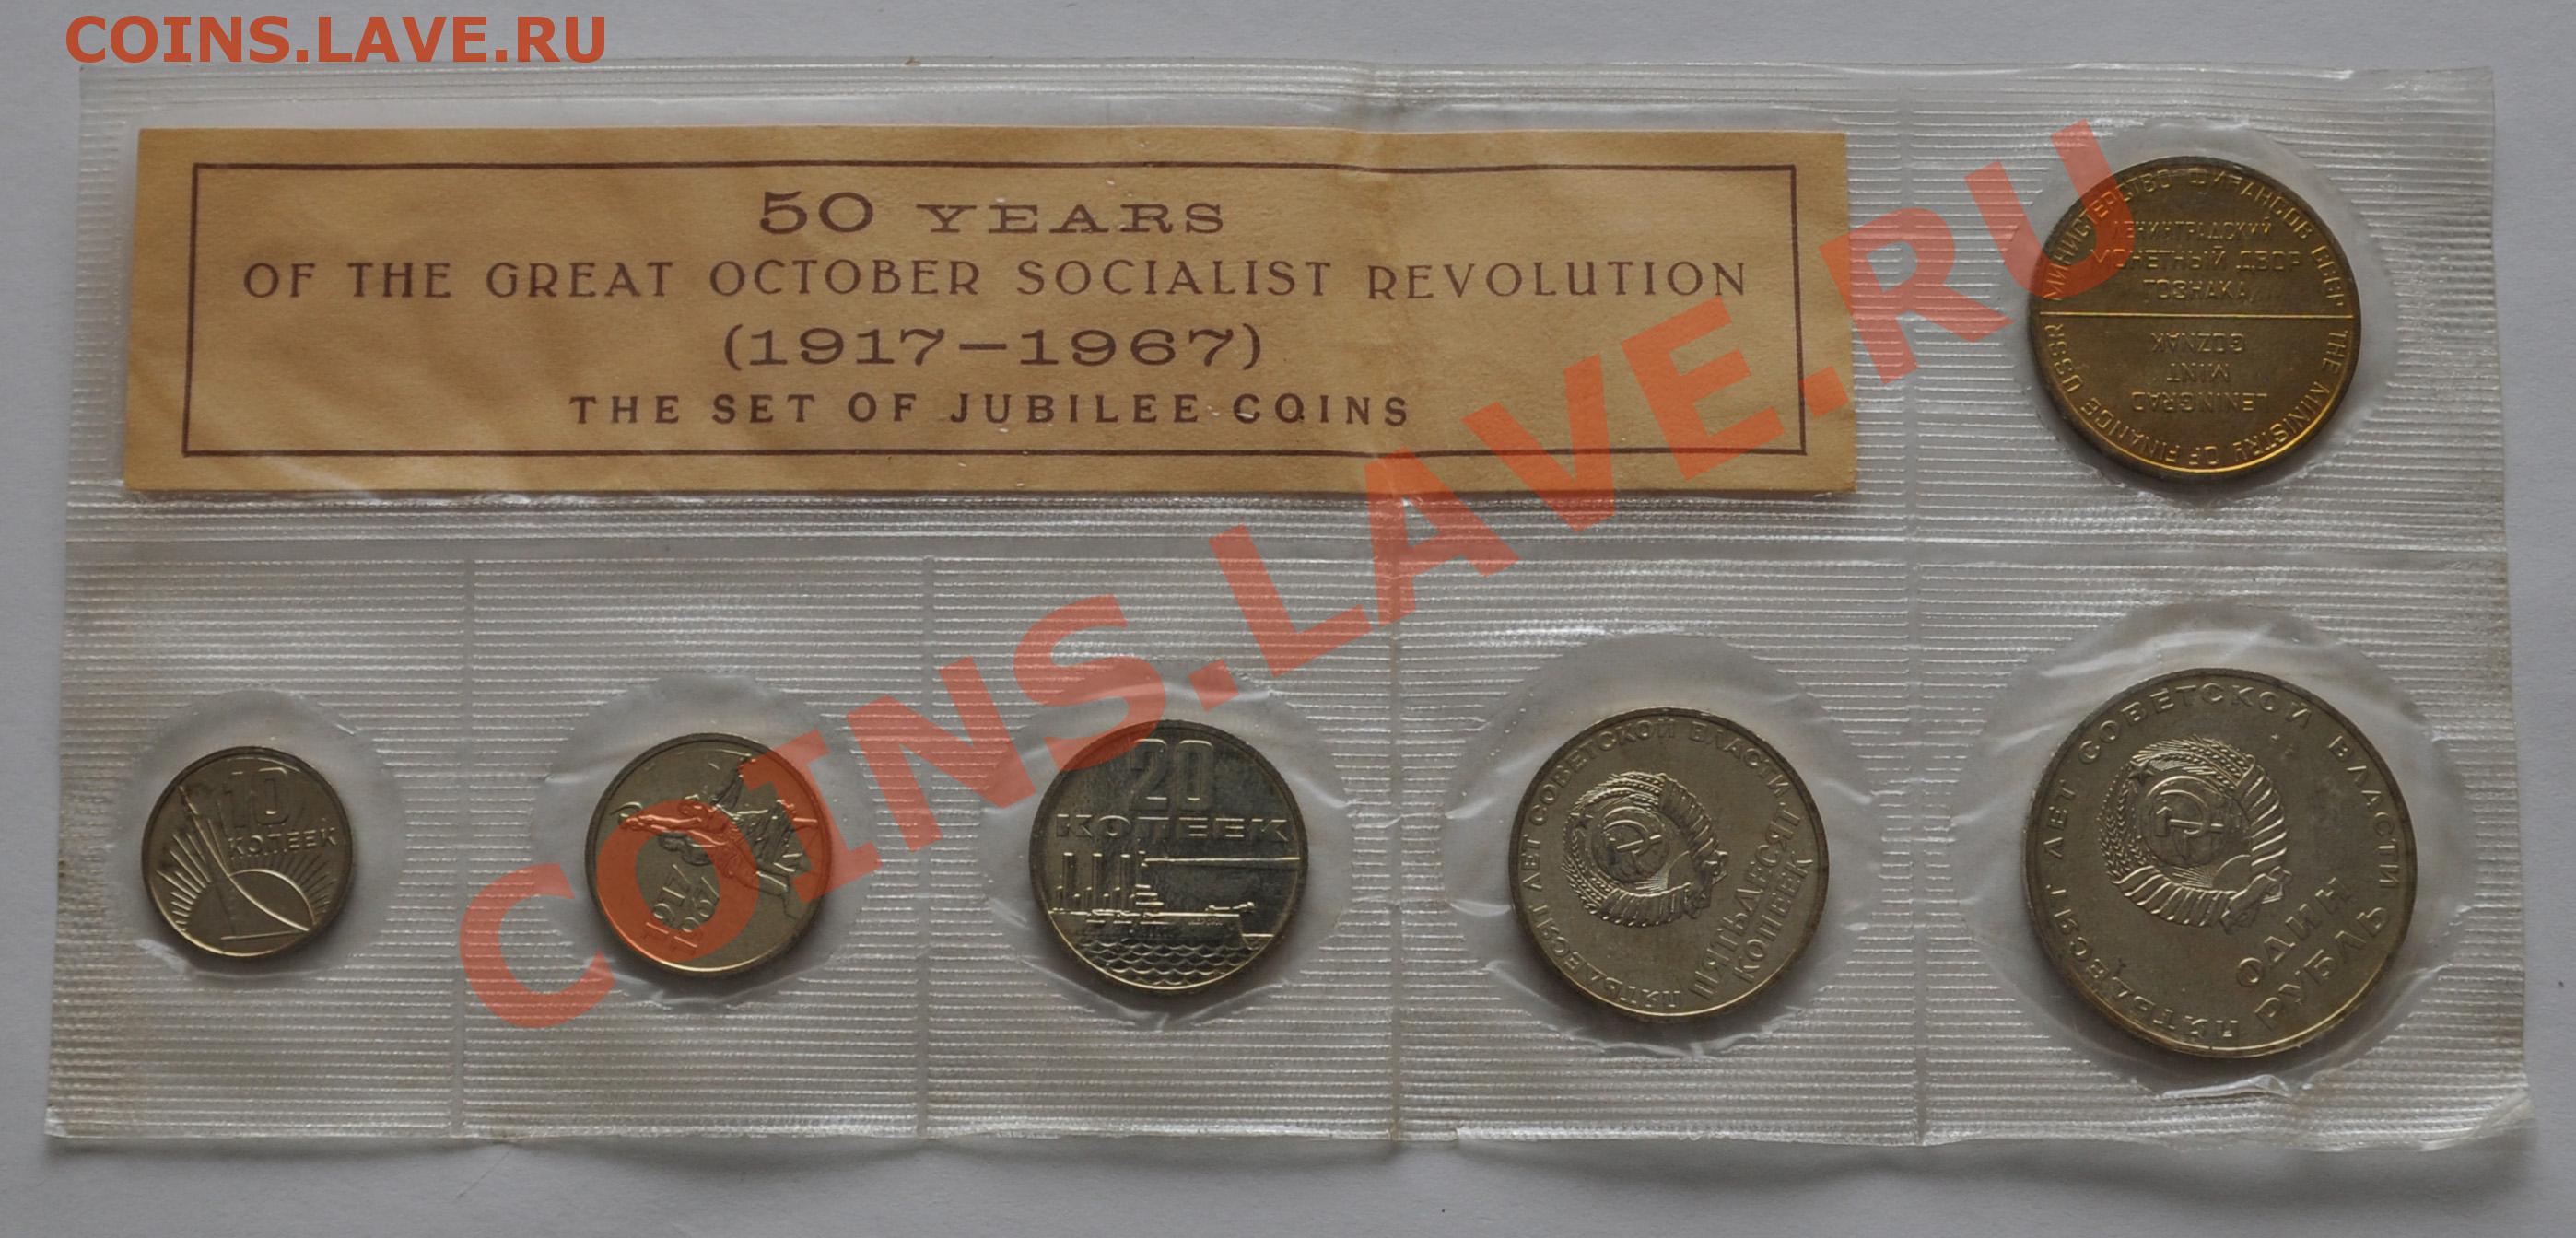 COINS.LAVE.RU
50 YEARS
OF THE GREAT OCTOBER SOCIALIST REVOLUTION
(1917—1967)
THE SET OF JUBILEE COINS
МИНИСТЕРСТВО ФИНАНСОВ СССР
ЛЕНИНГРАДСКИЙ
МОНЕТНЫЙ ДВОР
ГОЗНАКА
THE MINISTRY OF FINANCE USSR
LENINGRAD
MINT
GOZNAK
10
КОПЕЕК
1917
1967
20
КОПЕЕК
ПЯТЬДЕСЯТ ЛЕТ СОВЕТСКОЙ ВЛАСТИ
ПЯТЬДЕСЯТ
КОПЕЕК
ПЯТЬДЕСЯТ ЛЕТ СОВЕТСКОЙ ВЛАСТИ
ОДИН
РУБЛЬ
COINS.LAVE.RU